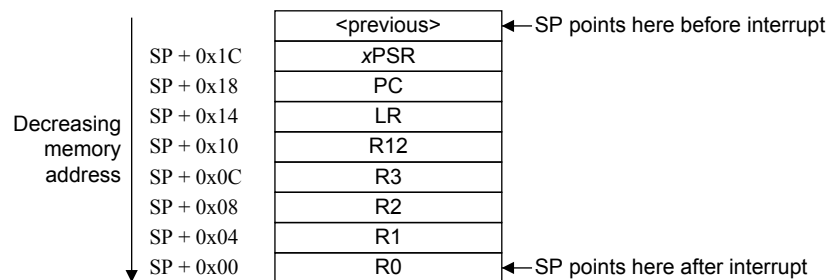 <previous> SP points here before interrupt
SP + 0x1C xPSR
SP + 0x18 PC
SP + 0x14 LR
Decreasing memory address
SP + 0x10 R12
SP + 0x0C R3
SP + 0x08 R2
SP + 0x04 R1
SP + 0x00 R0 SP points here after interrupt